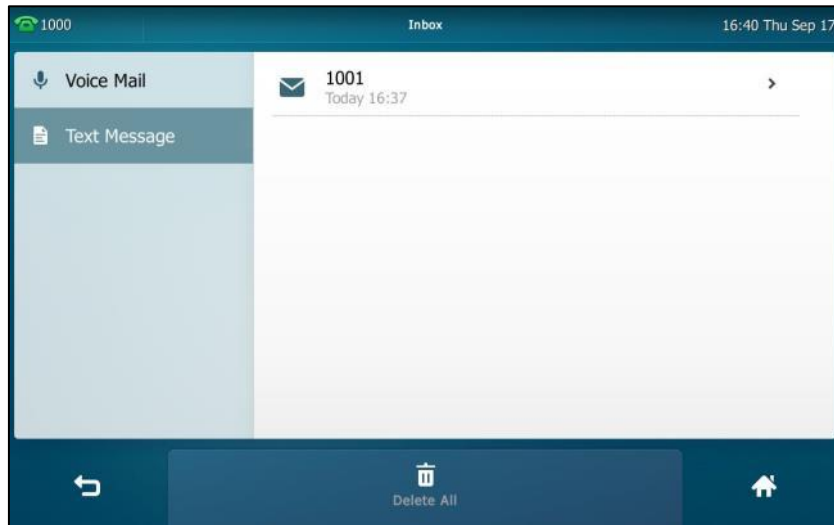 1000
Inbox
16:40 Thu Sep 17
Voice Mail
1001
Today 16:37
Text Message
Delete All